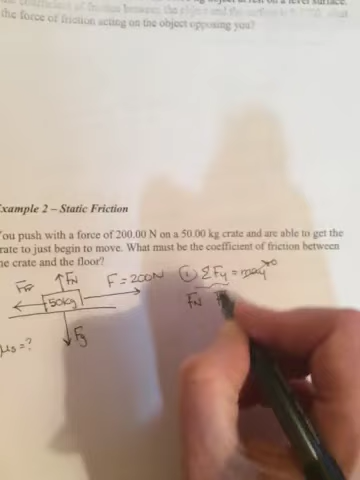 the force of friction acting on the object opposing you?
Example 2 – Static Friction
You push with a force of 200.00 N on a 50.00 kg crate and are able to get the
crate to just begin to move. What must be the coefficient of friction between
the crate and the floor?
FN F = 200N ① ΣFy = may 0
50kg FN
Fg
μs = ?